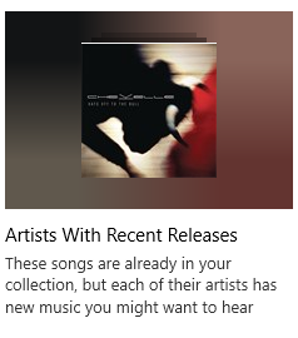 CHEVELLE
HATS OFF TO THE BULL
Artists With Recent Releases
These songs are already in your
collection, but each of their artists has
new music you might want to hear